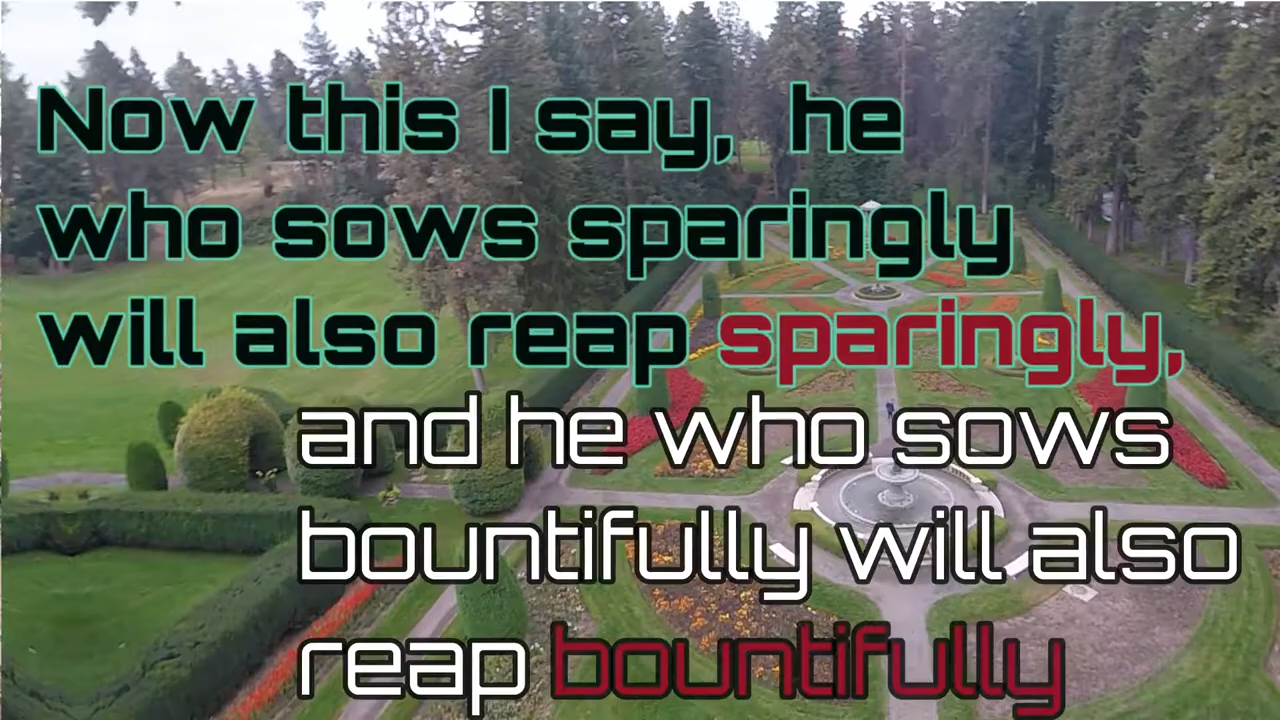 Now this I say, he
who sows sparingly
will also reap sparingly,
and he who sows
bountifully will also
reap bountifully